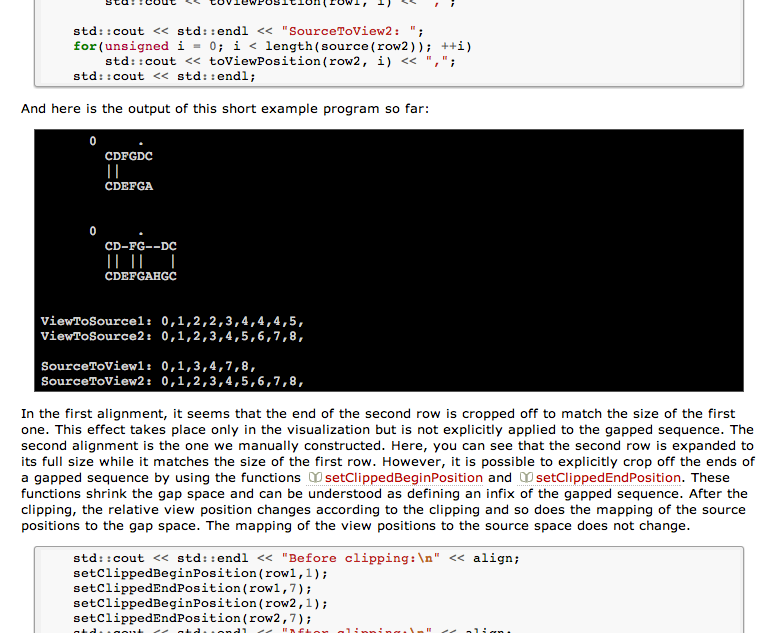 std::cout << toViewPosition(row1, i) << ",";
std::cout << std::endl << "SourceToView2: ";
for(unsigned i = 0; i < length(source(row2)); ++i)
std::cout << toViewPosition(row2, i) << ",";
std::cout << std::endl;
And here is the output of this short example program so far:
0     .
CDFGDC
||
CDEFGA
0     .
CD-FG--DC
|| ||   |
CDEFGAHGC
ViewToSource1: 0,1,2,2,3,4,4,4,5,
ViewToSource2: 0,1,2,3,4,5,6,7,8,
SourceToView1: 0,1,3,4,7,8,
SourceToView2: 0,1,2,3,4,5,6,7,8,
In the first alignment, it seems that the end of the second row is cropped off to match the size of the first
one. This effect takes place only in the visualization but is not explicitly applied to the gapped sequence. The
second alignment is the one we manually constructed. Here, you can see that the second row is expanded to
its full size while it matches the size of the first row. However, it is possible to explicitly crop off the ends of
a gapped sequence by using the functions setClippedBeginPosition and setClippedEndPosition. These
functions shrink the gap space and can be understood as defining an infix of the gapped sequence. After the
clipping, the relative view position changes according to the clipping and so does the mapping of the source
positions to the gap space. The mapping of the view positions to the source space does not change.
std::cout << std::endl << "Before clipping:\n" << align;
setClippedBeginPosition(row1,1);
setClippedEndPosition(row1,7);
setClippedBeginPosition(row2,1);
setClippedEndPosition(row2,7);
std::cout << std::endl << "After clipping:\n" << align;